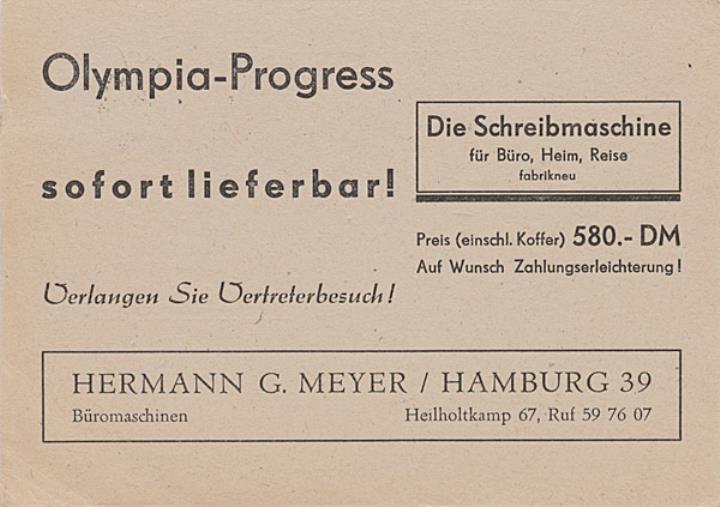 Olympia-Progress
sofort lieferbar!
Die Schreibmaschine
für Büro, Heim, Reise
fabrikneu
Preis (einschl. Koffer) 580.- DM
Auf Wunsch Zahlungserleichterung!
Verlangen Sie Vertreterbesuch!
HERMANN G. MEYER / HAMBURG 39
Büromaschinen
Heilholtkamp 67, Ruf 59 76 07